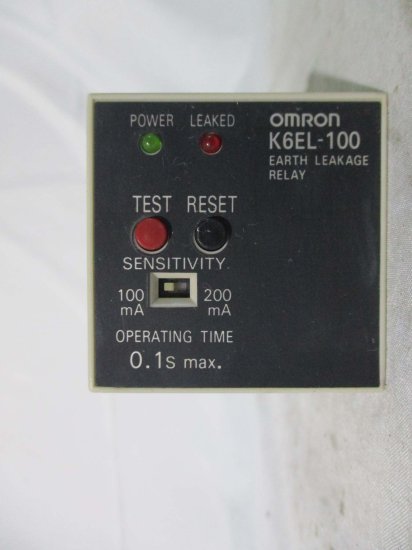 POWER LEAKED
OMRON
K6EL-100
EARTH LEAKAGE
RELAY
TEST RESET
SENSITIVITY
100 mA
200 mA
OPERATING TIME
0.1s max.